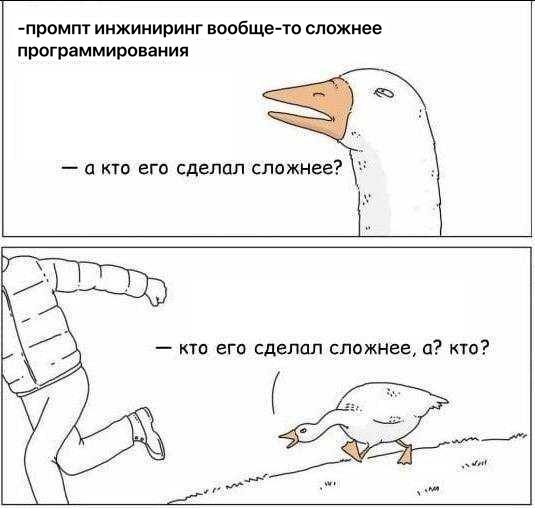 -промпт инжиниринг вообще-то сложнее
программирования
— а кто его сделал сложнее?
— кто его сделал сложнее, а? кто?